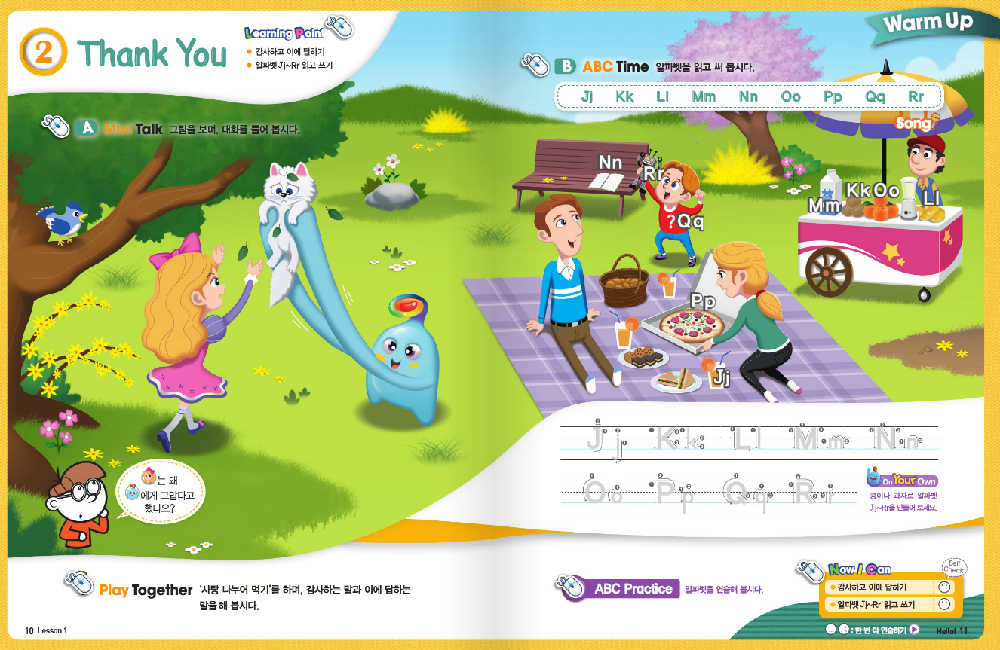 2 Thank You
Learning Point
감사하고 이에 답하기
알파벳 Jj~Rr 읽고 쓰기
A Mini Talk 그림을 보며, 대화를 들어 봅시다.
는 왜
에게 고맙다고
했나요?
Play Together '사탕 나누어 먹기'를 하며, 감사하는 말과 이에 답하는
말을 해 봅시다.
10 Lesson 1
Warm Up
B ABC Time 알파벳을 읽고 써 봅시다.
Jj Kk Ll Mm Nn Oo Pp Qq Rr
Song
Nn
Rr
Kk Oo
Mm
Ll
?Qq
Pp
Jj
J j K k L l M m N n
O o P p Q q R r
On Your Own
콩이나 과자로 알파벳
Jj~Rr을 만들어 보세요.
ABC Practice 알파벳을 연습해 봅시다.
Now I Can
Self
Check
감사하고 이에 답하기
알파벳 Jj~Rr 읽고 쓰기
: 한 번 더 연습하기
Hello! 11